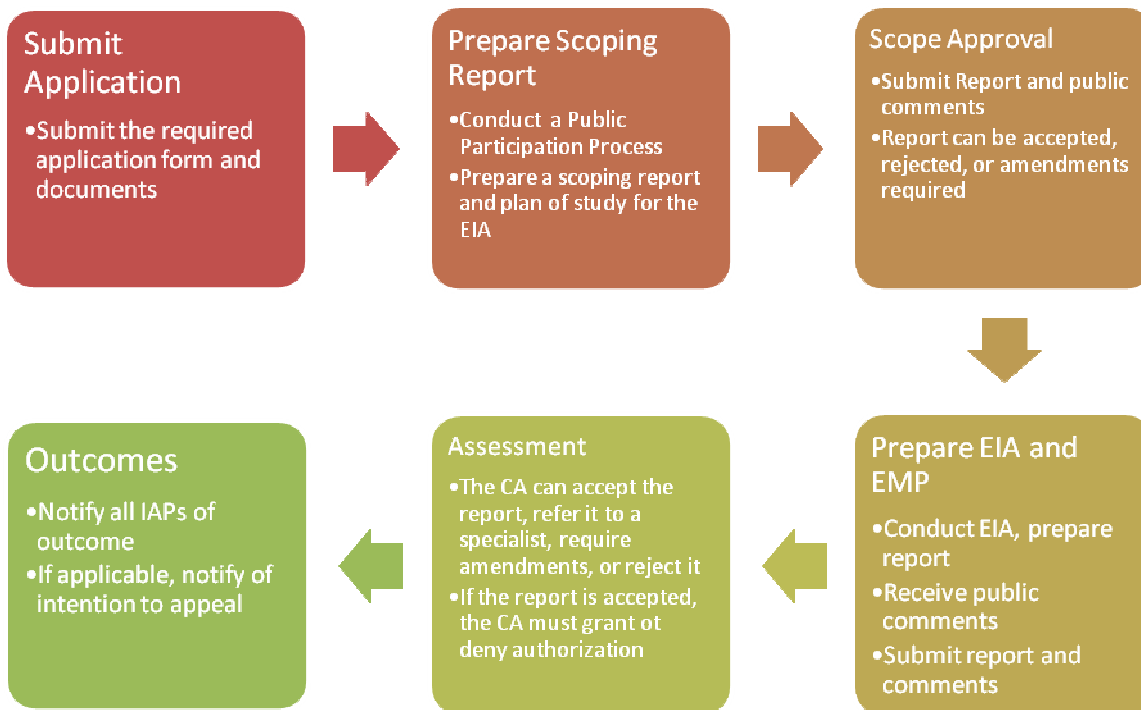 Submit
Application
•Submit the required
application form and
documents
Prepare Scoping
Report
•Conduct a Public
Participation Process
•Prepare a scoping report
and plan of study for the
EIA
Scope Approval
•Submit Report and public
comments
•Report can be accepted,
rejected, or amendments
required
Prepare EIA and
EMP
•Conduct EIA, prepare
report
•Receive public
comments
•Submit report and
comments
Assessment
•The CA can accept the
report, refer it to a
specialist, require
amendments, or reject it
•If the report is accepted,
the CA must grant ot
deny authorization
Outcomes
•Notify all IAPs of
outcome
•If applicable, notify of
intention to appeal